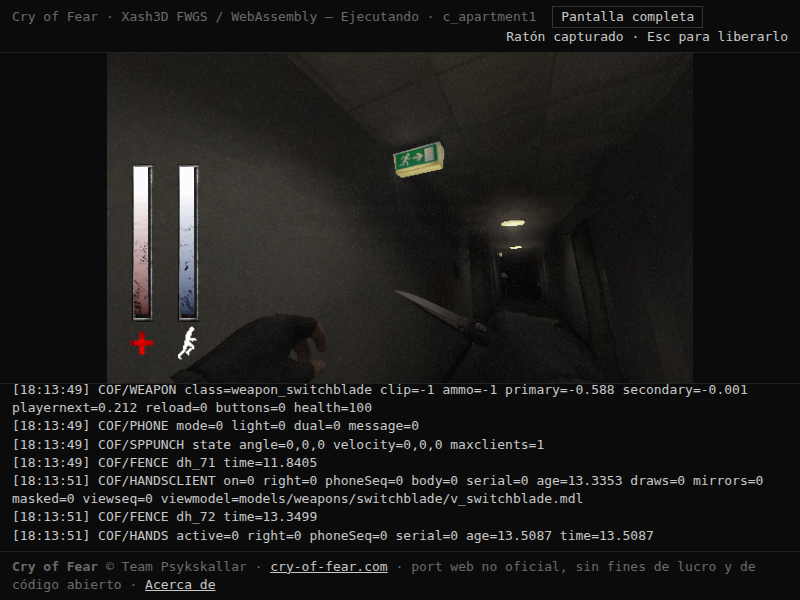 Cry of Fear · Xash3D FWGS / WebAssembly — Ejecutando · c_apartment1
Pantalla completa
Ratón capturado · Esc para liberarlo
[18:13:49] COF/WEAPON class=weapon_switchblade clip=-1 ammo=-1 primary=-0.588 secondary=-0.001
playernext=0.212 reload=0 buttons=0 health=100
[18:13:49] COF/PHONE mode=0 light=0 dual=0 message=0
[18:13:49] COF/SPPUNCH state angle=0,0,0 velocity=0,0,0 maxclients=1
[18:13:49] COF/FENCE dh_71 time=11.8405
[18:13:51] COF/HANDSCLIENT on=0 right=0 phoneSeq=0 body=0 serial=0 age=13.3353 draws=0 mirrors=0
masked=0 viewseq=0 viewmodel=models/weapons/switchblade/v_switchblade.mdl
[18:13:51] COF/FENCE dh_72 time=13.3499
[18:13:51] COF/HANDS active=0 right=0 phoneSeq=0 serial=0 age=13.5087 time=13.5087
Cry of Fear © Team Psykskallar · cry-of-fear.com · port web no oficial, sin fines de lucro y de
código abierto · Acerca de